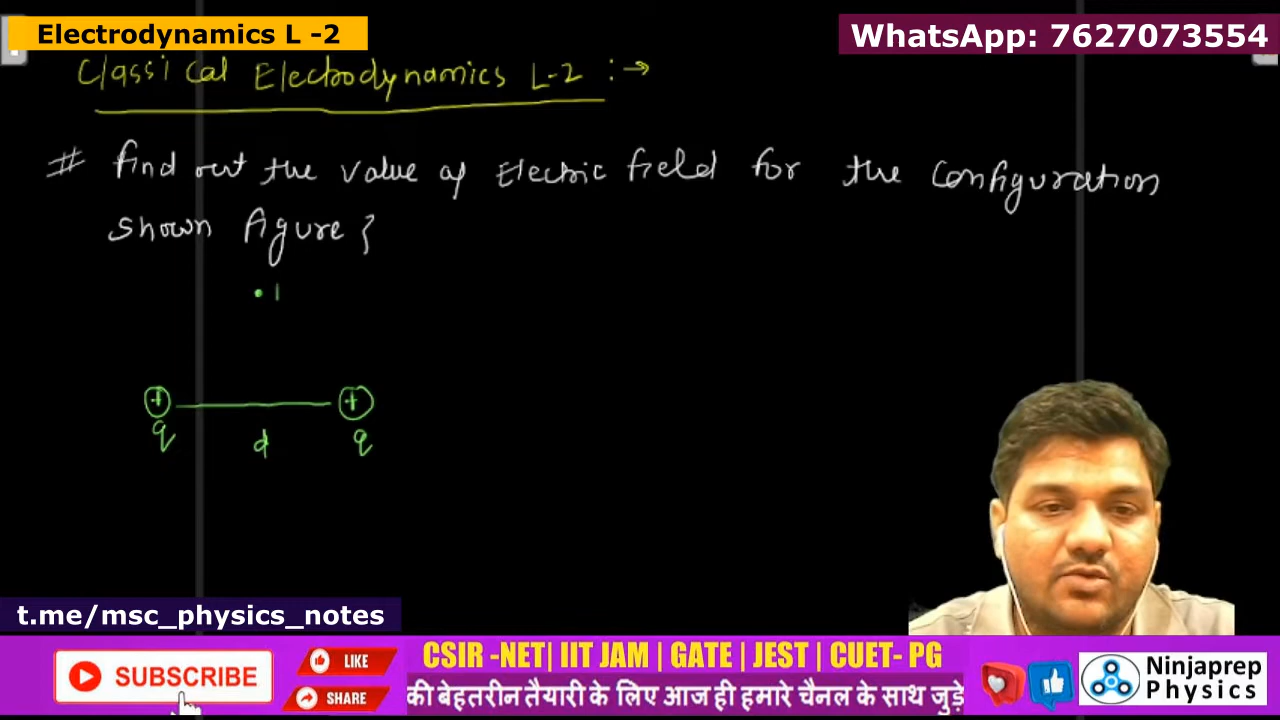 Electrodynamics L -2
WhatsApp: 7627073554
Classical Electrodynamics L-2 :→
# find out the value of Electric field for the Configuration
shown figure }
+ +
q d q
t.me/msc_physics_notes
SUBSCRIBE
LIKE
SHARE
CSIR -NET| IIT JAM | GATE | JEST | CUET- PG
की बेहतरीन तैयारी के लिए आज ही हमारे चैनल के साथ जुड़े
Ninjaprep
Physics